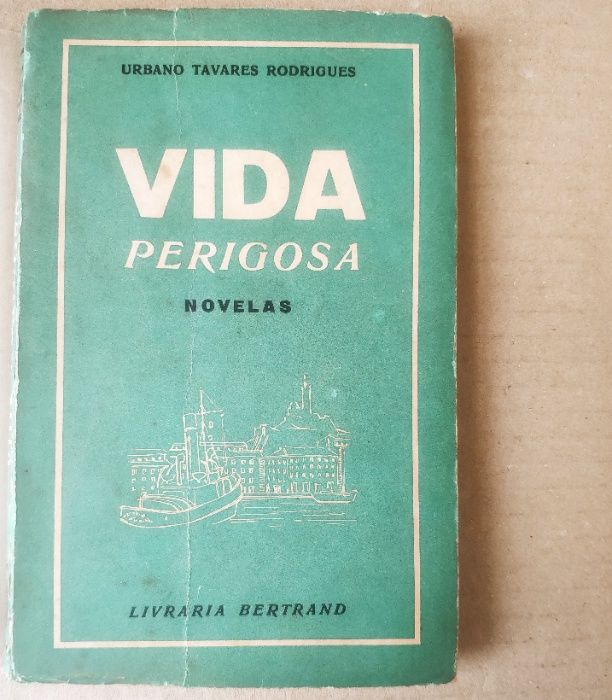 URBANO TAVARES RODRIGUES
VIDA
PERIGOSA
NOVELAS
LIVRARIA BERTRAND